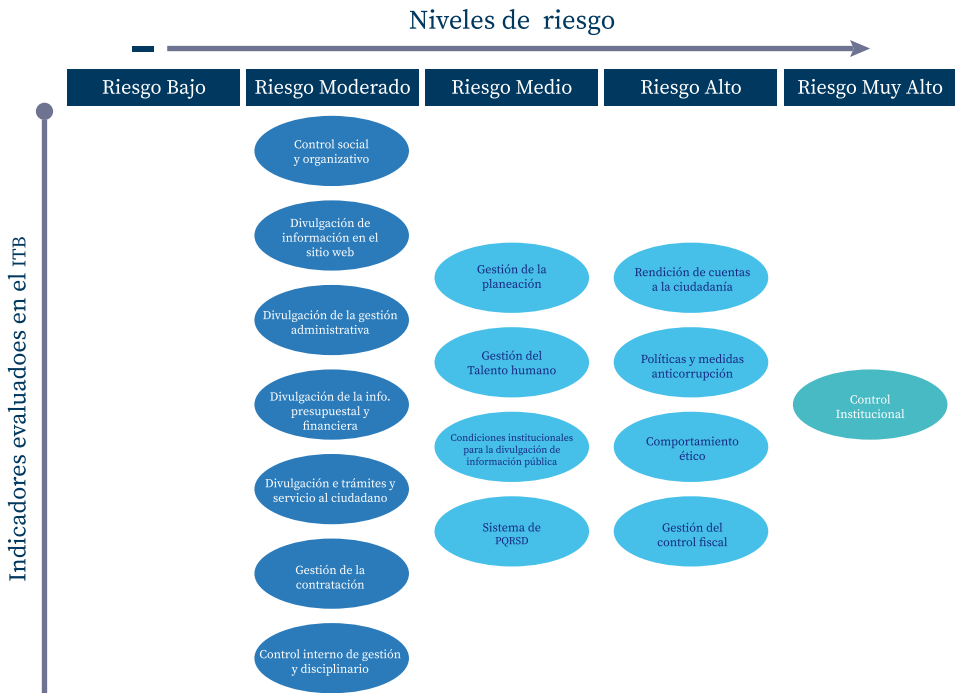 Niveles de riesgo
Riesgo Bajo
Riesgo Moderado
Riesgo Medio
Riesgo Alto
Riesgo Muy Alto
Indicadores evaluadoes en el ITB
Control social
y organizativo
Divulgación de
información en el
sitio web
Divulgación de la gestión
administrativa
Divulgación de la info.
presupuestal y
financiera
Divulgación e trámites y
servicio al ciudadano
Gestión de la
contratación
Control interno de gestión
y disciplinario
Gestión de la
planeación
Gestión del
Talento humano
Condiciones institucionales
para la divulgación de
información pública
Sistema de
PQRSD
Rendición de cuentas
a la ciudadanía
Políticas y medidas
anticorrupción
Comportamiento
ético
Gestión del
control fiscal
Control
Institucional